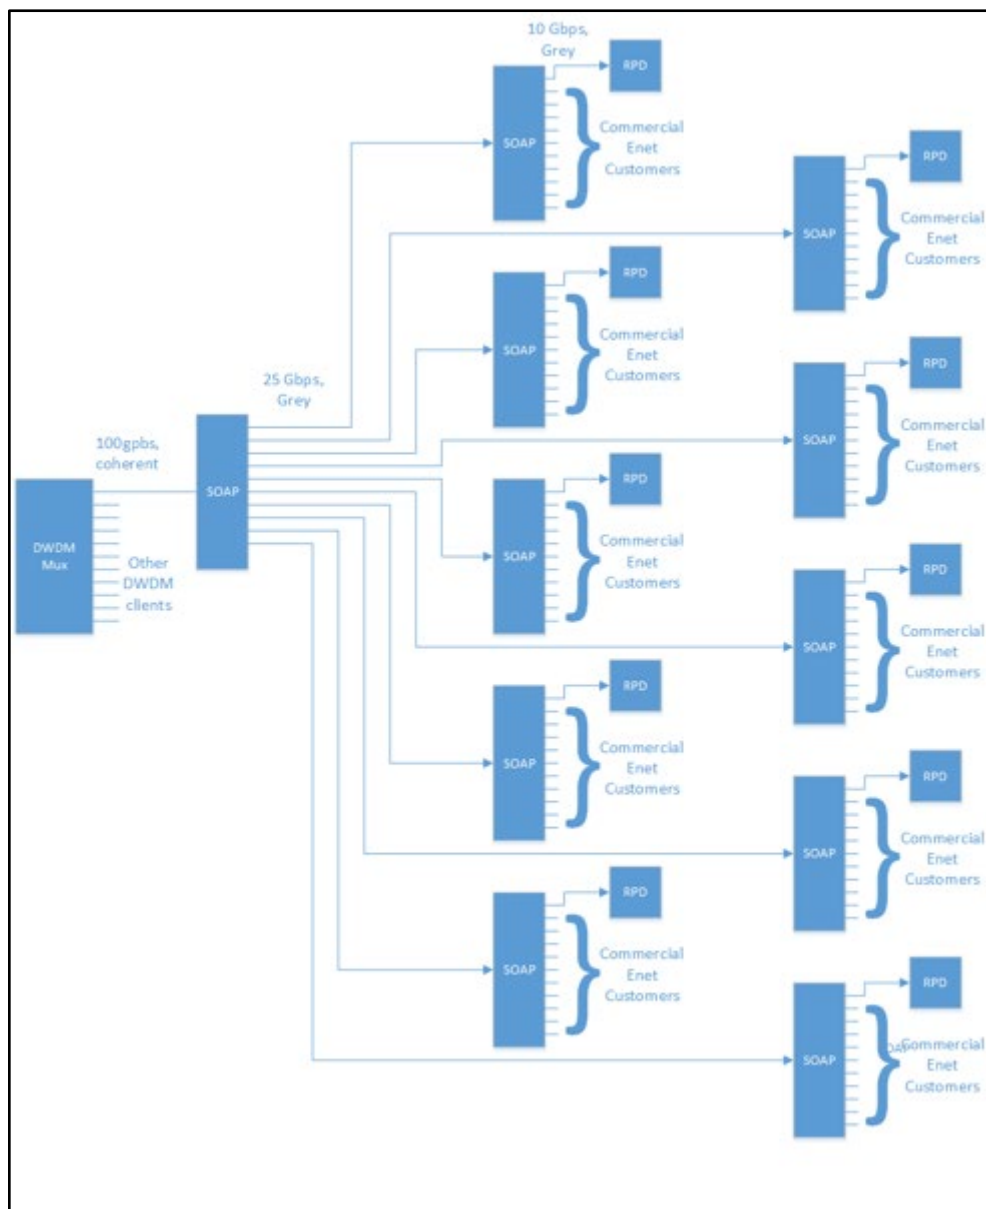 10 Gbps,
Grey
RPD
SOAP
Commercial
Enet
Customers
RPD
SOAP
Commercial
Enet
Customers
RPD
SOAP
Commercial
Enet
Customers
RPD
SOAP
Commercial
Enet
Customers
25 Gbps,
Grey
100gpbs,
coherent
SOAP
DWDM
Mux
Other
DWDM
clients
RPD
SOAP
Commercial
Enet
Customers
RPD
SOAP
Commercial
Enet
Customers
RPD
SOAP
Commercial
Enet
Customers
RPD
SOAP
Commercial
Enet
Customers
RPD
SOAP
Commercial
Enet
Customers
RPD
SOAP
Commercial
Enet
Customers